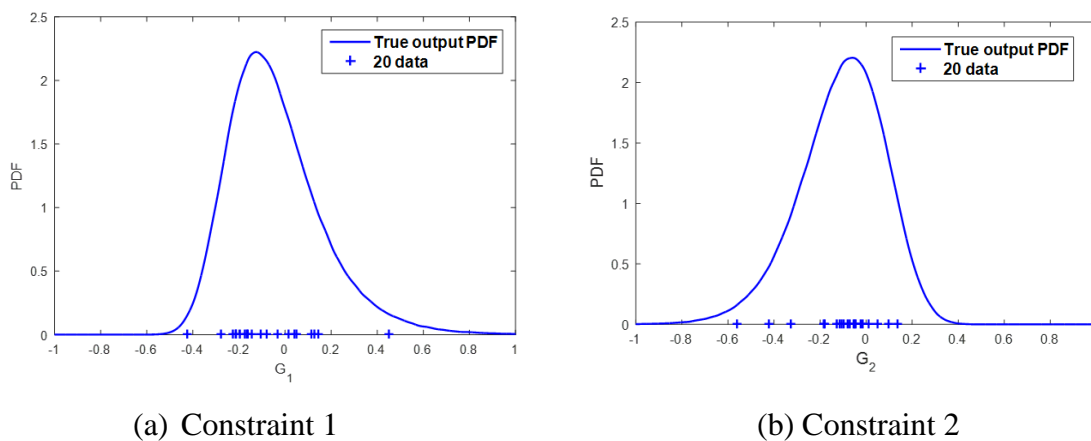 2.5
True output PDF
20 data
2
1.5
PDF
1
0.5
0
-1 -0.8 -0.6 -0.4 -0.2 0 0.2 0.4 0.6 0.8 1
G1
(a) Constraint 1
2.5
True output PDF
20 data
2
1.5
PDF
1
0.5
0
-1 -0.8 -0.6 -0.4 -0.2 0 0.2 0.4 0.6 0.8
G2
(b) Constraint 2